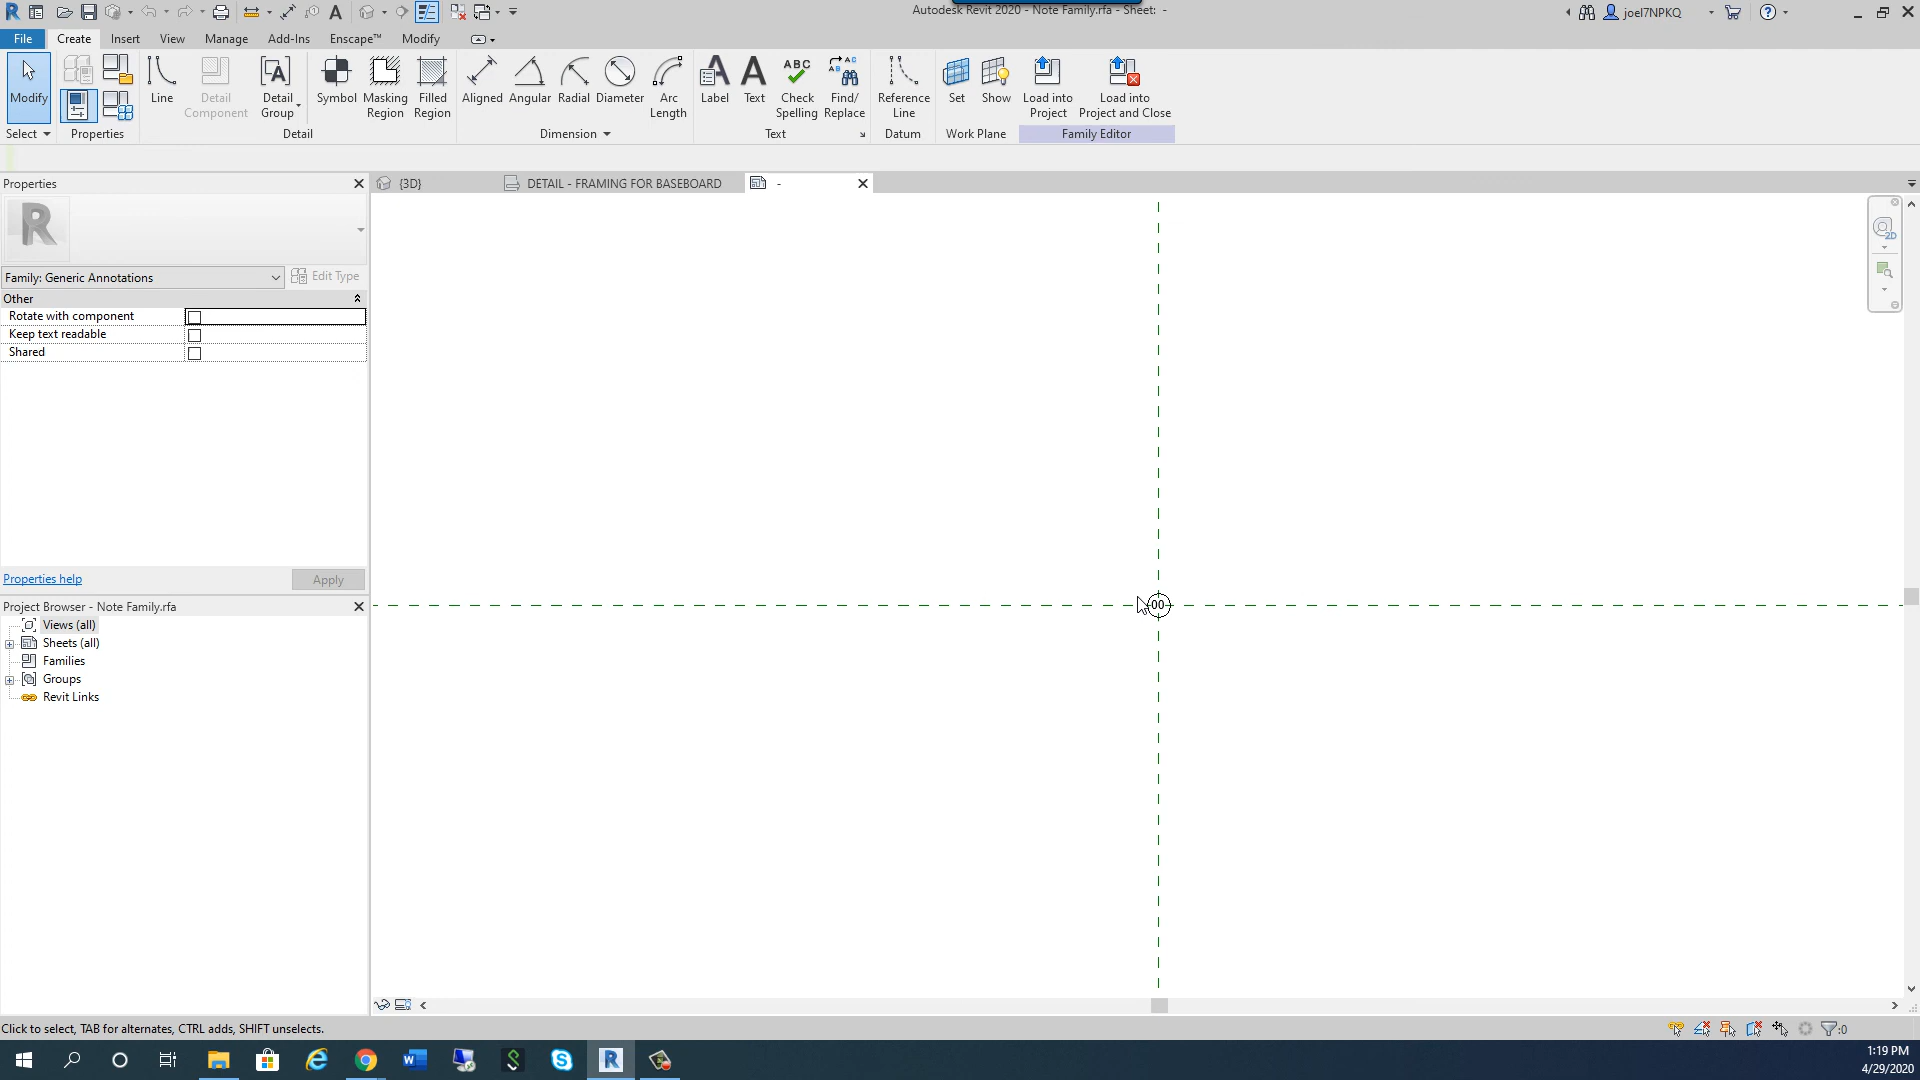 Autodesk Revit 2020 - Note Family.rfa - Sheet: -
joel7NPKQ
File Create Insert View Manage Add-Ins Enscape™ Modify
Modify
Line
Detail Component
Detail Group
Symbol
Masking Region
Filled Region
Aligned
Angular
Radial
Diameter
Arc Length
Label
Text
Check Spelling
Find/ Replace
Reference Line
Set
Show
Load into Project
Load into Project and Close
Select
Properties
Detail
Dimension
Text
Datum
Work Plane
Family Editor
Properties
{3D}
DETAIL - FRAMING FOR BASEBOARD
-
Family: Generic Annotations
Edit Type
Other
Rotate with component
Keep text readable
Shared
Properties help
Apply
Project Browser - Note Family.rfa
Views (all)
Sheets (all)
Families
Groups
Revit Links
00
2D
Click to select, TAB for alternates, CTRL adds, SHIFT unselects.
:0
1:19 PM
4/29/2020